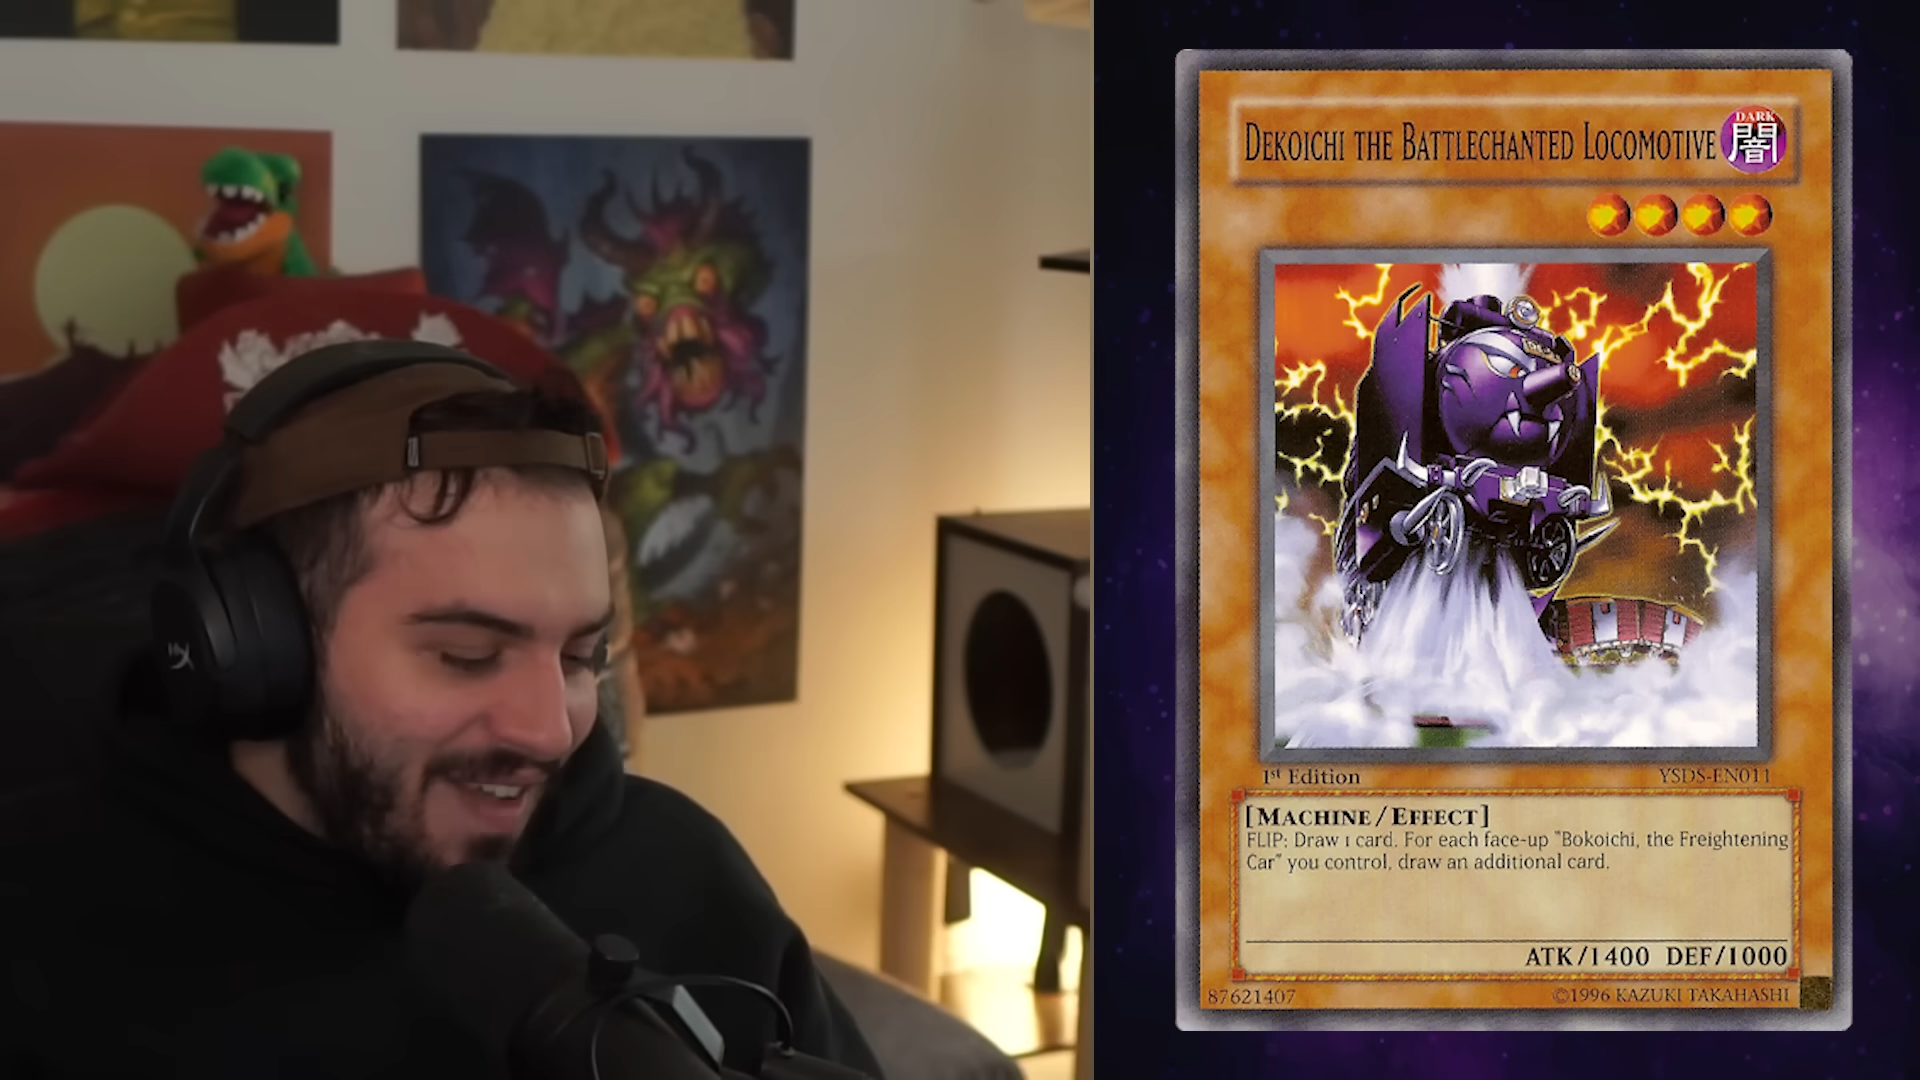 DEKOICHI THE BATTLECHANTED LOCOMOTIVE
DARK
闇
1st Edition
YSDS-EN011
[MACHINE/EFFECT]
FLIP: Draw 1 card. For each face-up "Bokoichi, the Freightening
Car" you control, draw an additional card.
ATK/1400 DEF/1000
87621407
©1996 KAZUKI TAKAHASHI